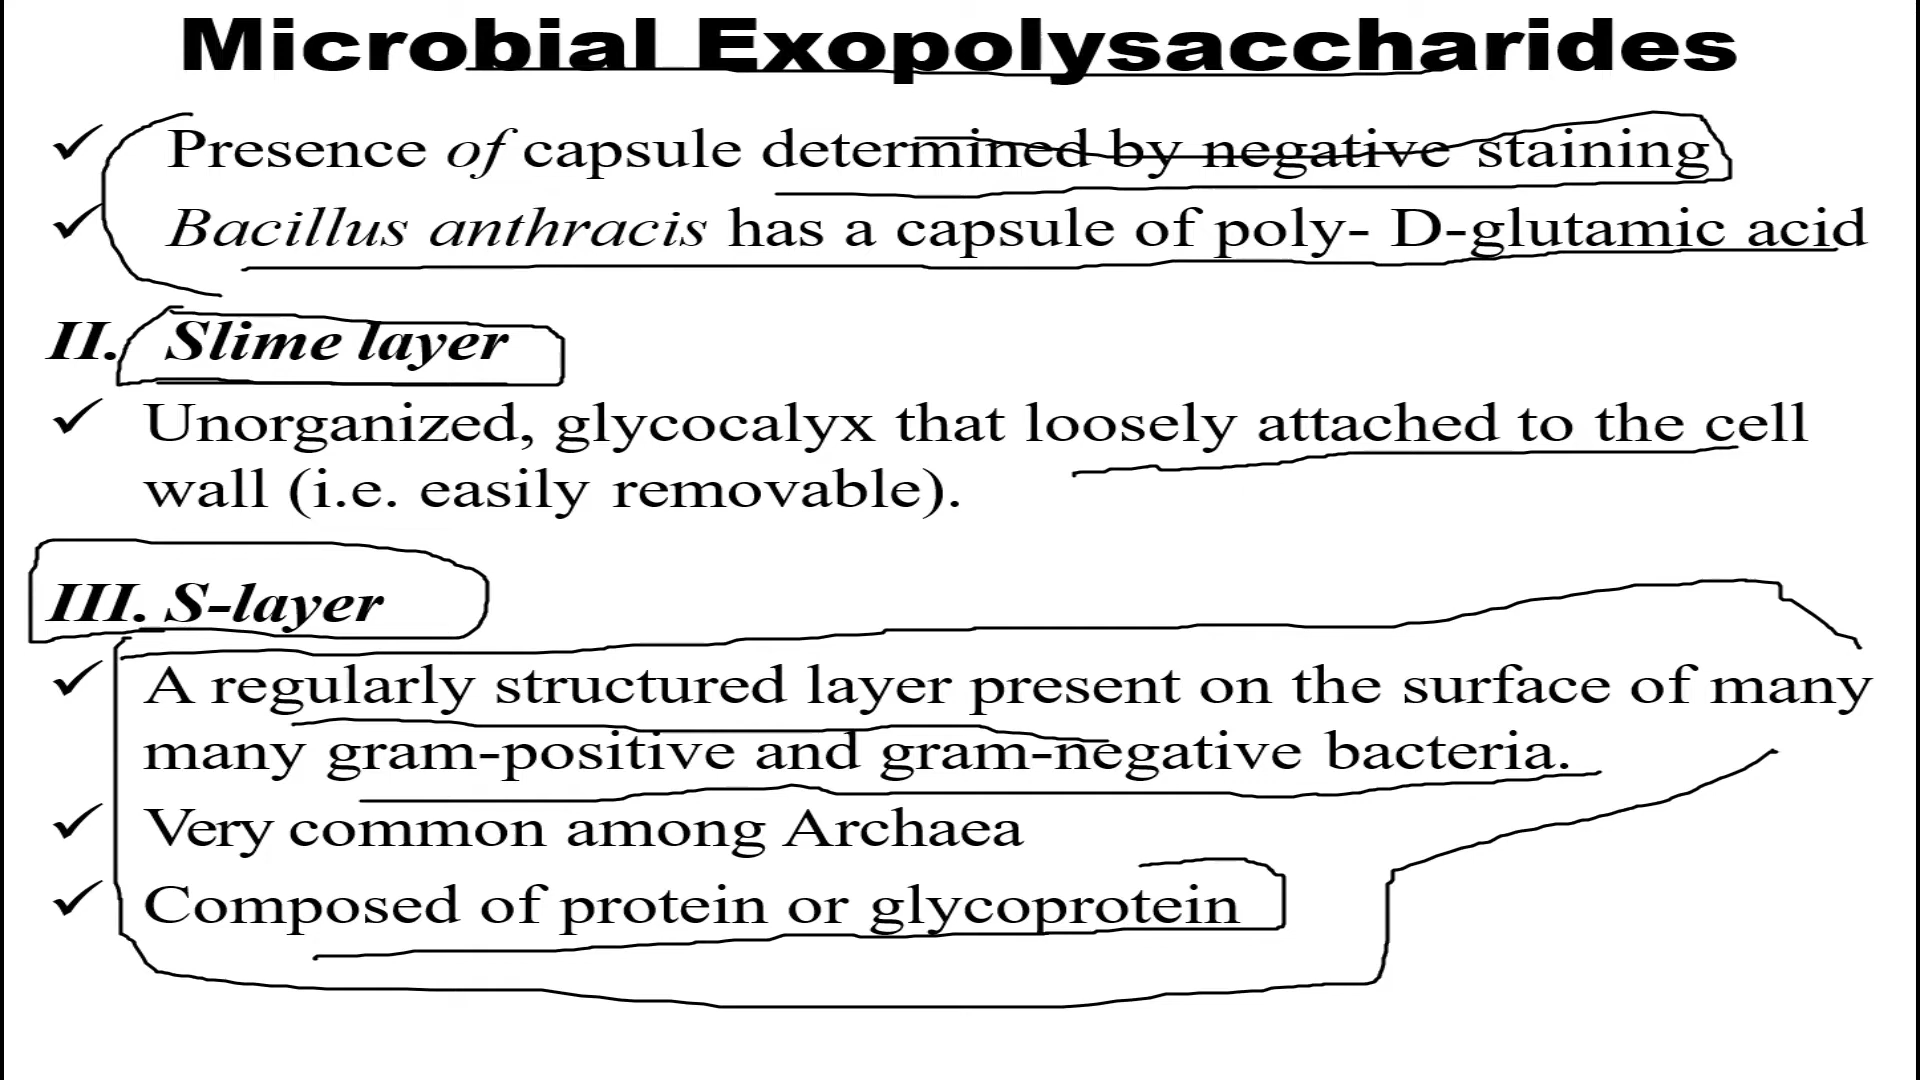 Microbial Exopolysaccharides
✓ Presence of capsule determined by negative staining
✓ Bacillus anthracis has a capsule of poly- D-glutamic acid
II. Slime layer
✓ Unorganized, glycocalyx that loosely attached to the cell
wall (i.e. easily removable).
III. S-layer
✓ A regularly structured layer present on the surface of many
many gram-positive and gram-negative bacteria.
✓ Very common among Archaea
✓ Composed of protein or glycoprotein